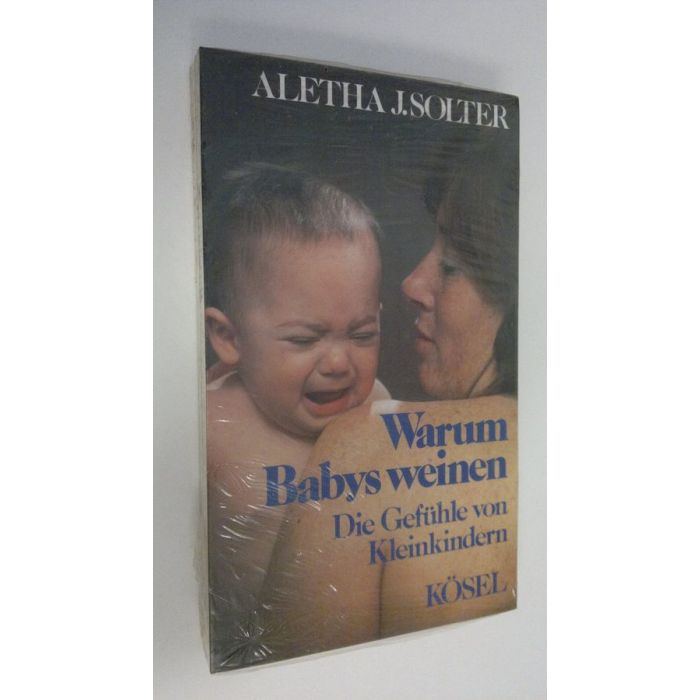 ALETHA J. SOLTER
Warum
Babys weinen
Die Gefühle von
Kleinkindern
KÖSEL